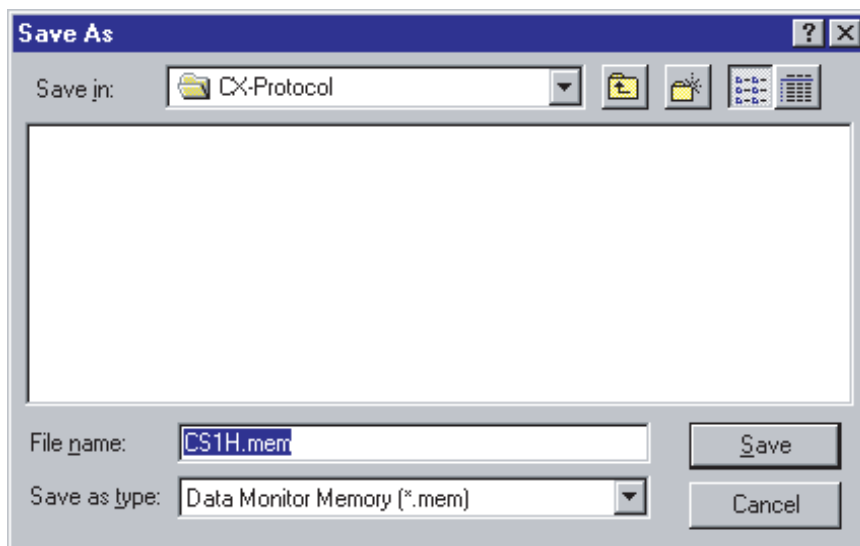 Save As
Save in: CX-Protocol
File name: CS1H.mem
Save
Save as type: Data Monitor Memory (*.mem)
Cancel